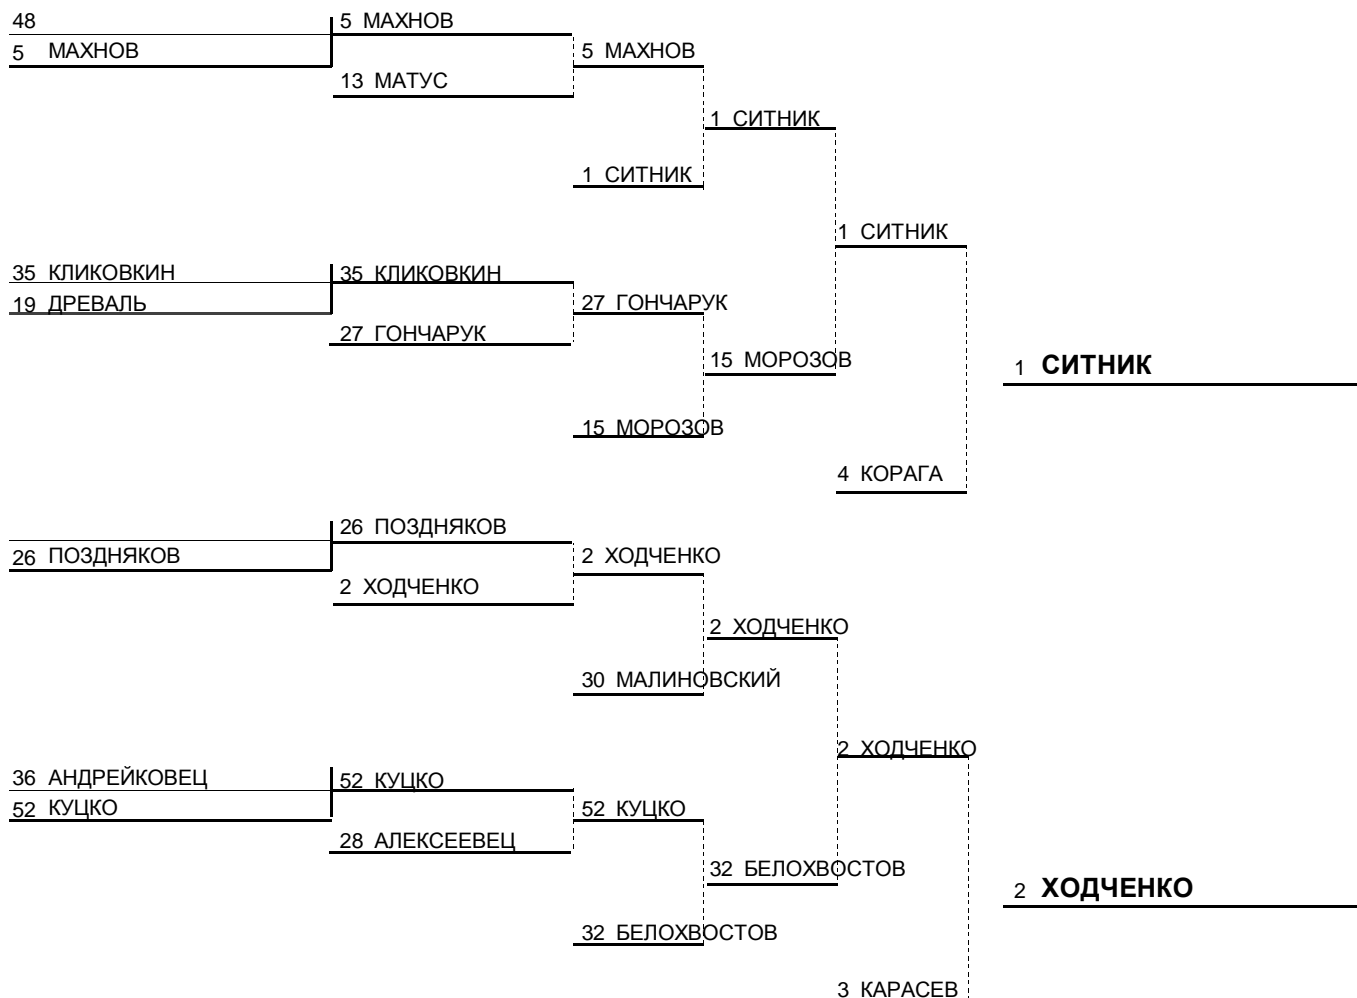 48
5 МАХНОВ
5 МАХНОВ
5 МАХНОВ
13 МАТУС
1 СИТНИК
1 СИТНИК
1 СИТНИК
35 КЛИКОВКИН
35 КЛИКОВКИН
19 ДРЕВАЛЬ
27 ГОНЧАРУК
27 ГОНЧАРУК
15 МОРОЗОВ
1 СИТНИК
15 МОРОЗОВ
4 КОРАГА
26 ПОЗДНЯКОВ
26 ПОЗДНЯКОВ
2 ХОДЧЕНКО
2 ХОДЧЕНКО
2 ХОДЧЕНКО
30 МАЛИНОВСКИЙ
2 ХОДЧЕНКО
36 АНДРЕЙКОВЕЦ
52 КУЦКО
52 КУЦКО
52 КУЦКО
28 АЛЕКСЕЕВЕЦ
32 БЕЛОХВОСТОВ
2 ХОДЧЕНКО
32 БЕЛОХВОСТОВ
3 КАРАСЕВ